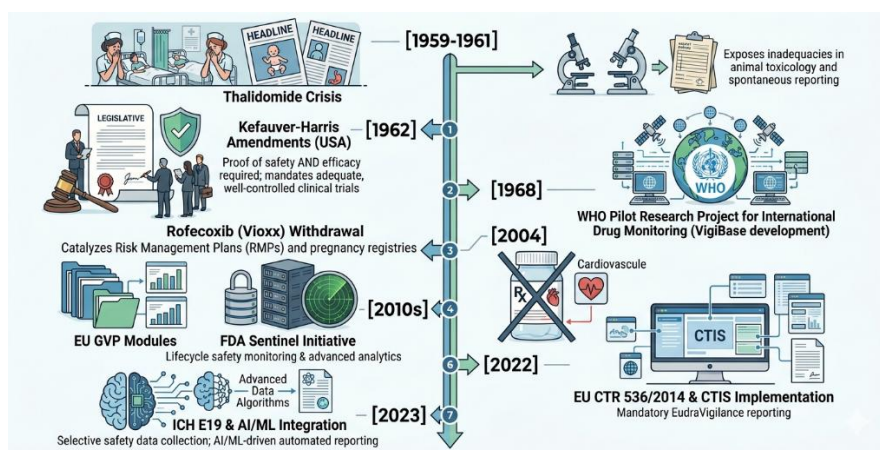 HEADLINE
HEADLINE
[1959-1961]
Thalidomide Crisis
Exposes inadequacies in
animal toxicology and
spontaneous reporting
LEGISLATIVE
Kefauver-Harris
Amendments (USA)
[1962]
1
Proof of safety AND efficacy
required; mandates adequate,
well-controlled clinical trials
2
[1968]
WHO
WHO Pilot Research Project for International
Drug Monitoring (VigiBase development)
Rofecoxib (Vioxx) Withdrawal
Catalyzes Risk Management Plans (RMPs) and pregnancy registries
3
[2004]
Rx
Cardiovascule
EU GVP Modules
FDA Sentinel Initiative
[2010s]
4
Lifecycle safety monitoring & advanced analytics
6
[2022]
CTIS
EU CTR 536/2014 & CTIS Implementation
Mandatory EudraVigilance reporting
Advanced
Data
Algorithms
ICH E19 & AI/ML Integration
[2023]
7
Selective safety data collection; AI/ML-driven automated reporting